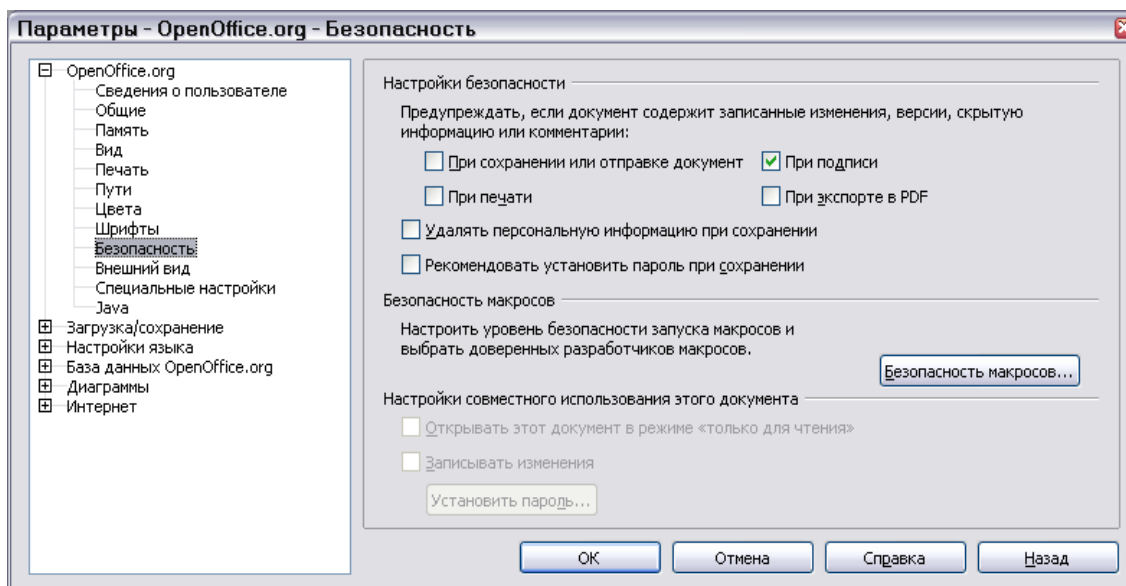 Параметры - OpenOffice.org - Безопасность
OpenOffice.org
Сведения о пользователе
Общие
Память
Вид
Печать
Пути
Цвета
Шрифты
Безопасность
Внешний вид
Специальные настройки
Java
Загрузка/сохранение
Настройки языка
База данных OpenOffice.org
Диаграммы
Интернет
Настройки безопасности
Предупреждать, если документ содержит записанные изменения, версии, скрытую
информацию или комментарии:
При сохранении или отправке документ
При подписи
При печати
При экспорте в PDF
Удалять персональную информацию при сохранении
Рекомендовать установить пароль при сохранении
Безопасность макросов
Настроить уровень безопасности запуска макросов и
выбрать доверенных разработчиков макросов.
Безопасность макросов...
Настройки совместного использования этого документа
Открывать этот документ в режиме «только для чтения»
Записывать изменения
Установить пароль...
ОК
Отмена
Справка
Назад